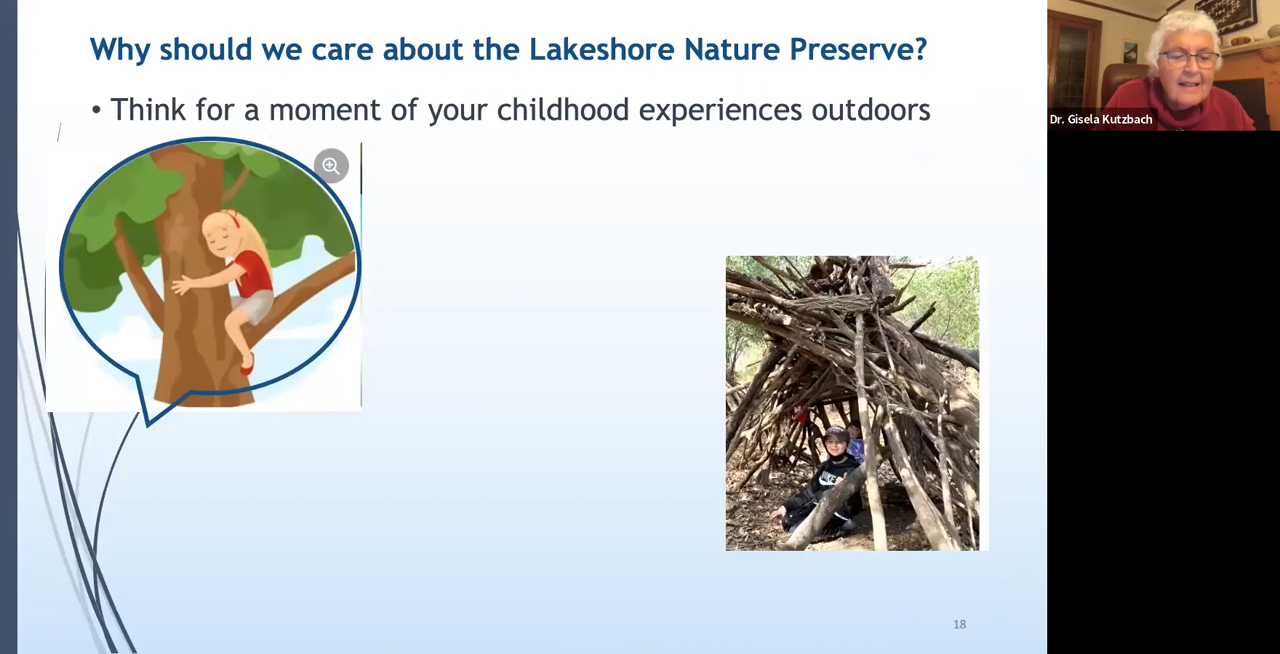 Why should we care about the Lakeshore Nature Preserve?
• Think for a moment of your childhood experiences outdoors
Dr. Gisela Kutzbach
18